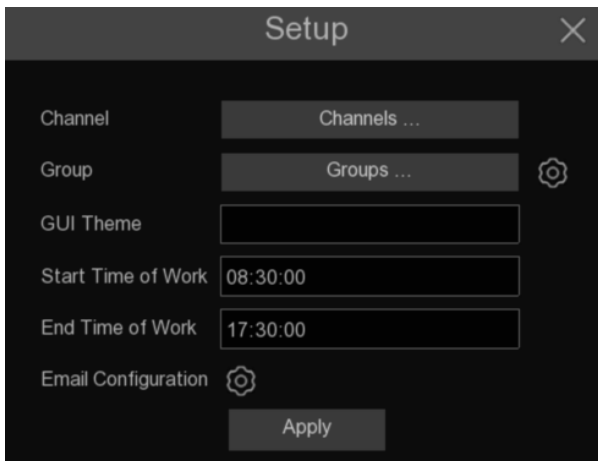 Setup
Channel Channels ...
Group Groups ...
GUI Theme
Start Time of Work 08:30:00
End Time of Work 17:30:00
Email Configuration
Apply